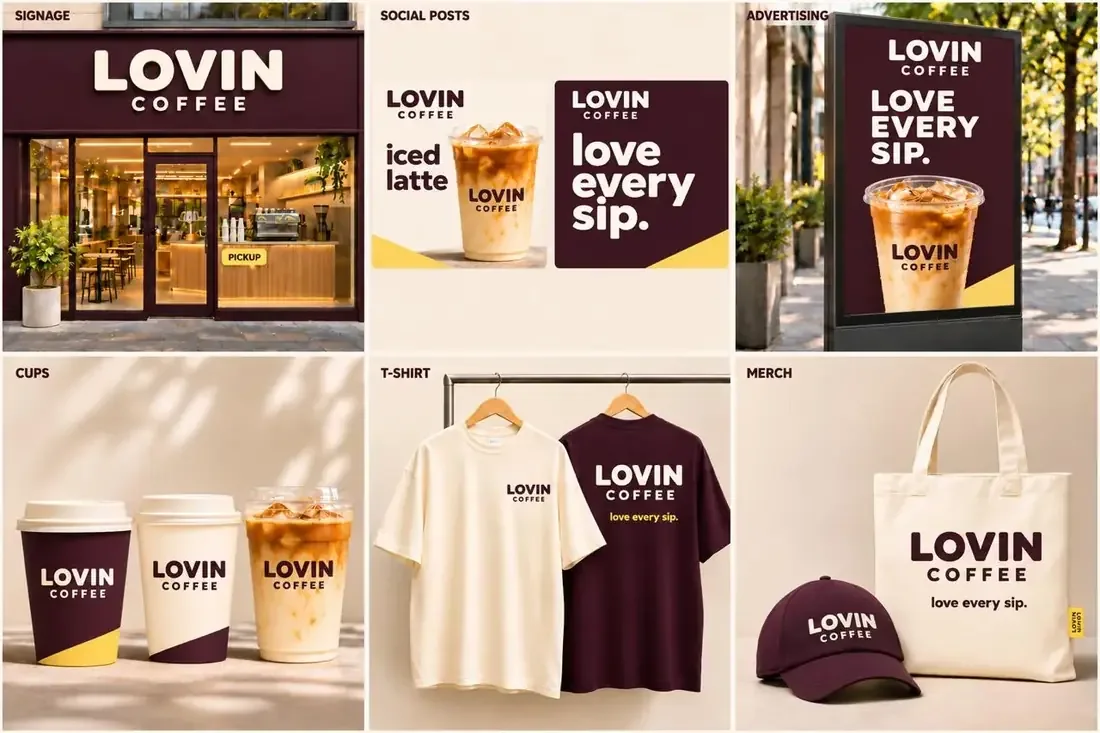 SIGNAGE
LOVIN
COFFEE
PICKUP
SOCIAL POSTS
LOVIN
COFFEE
iced
latte
LOVIN
COFFEE
LOVIN
COFFEE
love
every
sip.
ADVERTISING
LOVIN
COFFEE
LOVE
EVERY
SIP.
LOVIN
COFFEE
CUPS
LOVIN
COFFEE
LOVIN
COFFEE
LOVIN
COFFEE
T-SHIRT
LOVIN
COFFEE
LOVIN
COFFEE
love every sip.
MERCH
LOVIN
COFFEE
LOVIN
COFFEE
love every sip.